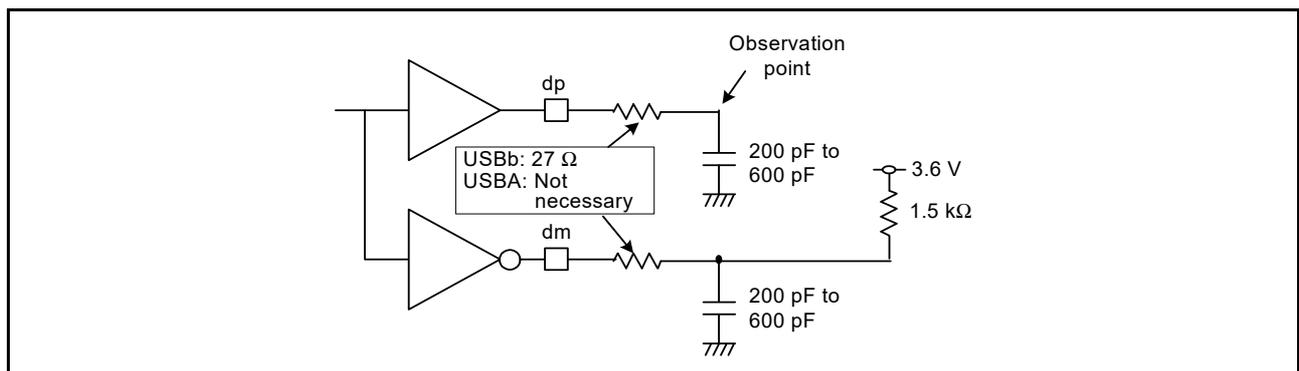 Observation
point
dp
USBb: 27 Ω
USBA: Not
necessary
200 pF to
600 pF
3.6 V
1.5 kΩ
dm
200 pF to
600 pF